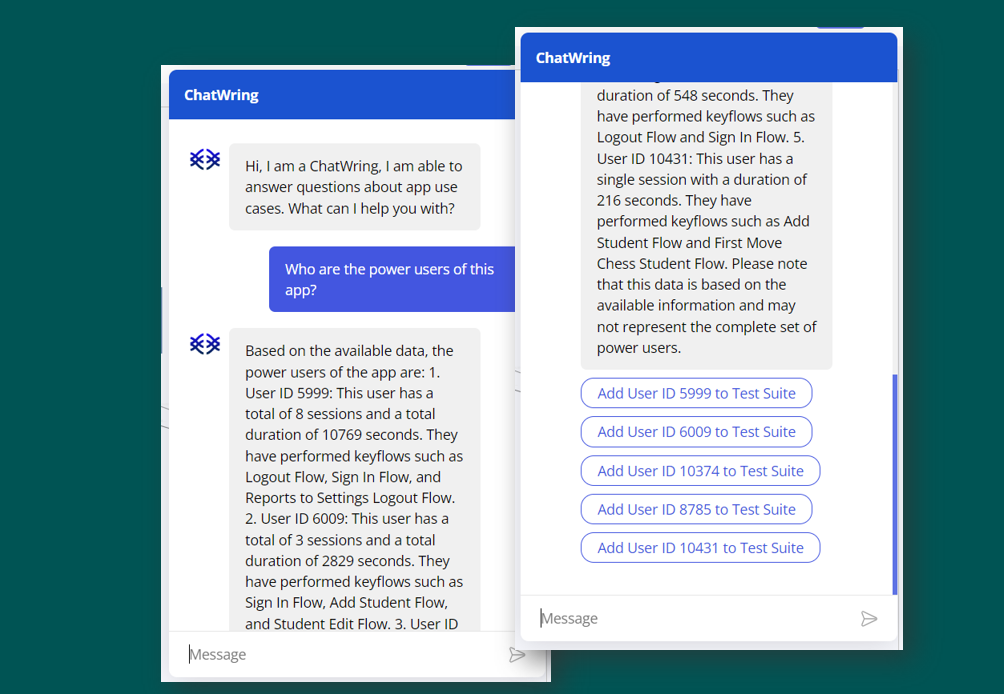 ChatWring
Hi, I am a ChatWring, I am able to
answer questions about app use
cases. What can I help you with?
Who are the power users of this
app?
Based on the available data, the
power users of the app are: 1.
User ID 5999: This user has a
total of 8 sessions and a total
duration of 10769 seconds. They
have performed keyflows such as
Logout Flow, Sign In Flow, and
Reports to Settings Logout Flow.
2. User ID 6009: This user has a
total of 3 sessions and a total
duration of 2829 seconds. They
have performed keyflows such as
Sign In Flow, Add Student Flow,
and Student Edit Flow. 3. User ID
Message
ChatWring
duration of 548 seconds. They
have performed keyflows such as
Logout Flow and Sign In Flow. 5.
User ID 10431: This user has a
single session with a duration of
216 seconds. They have
performed keyflows such as Add
Student Flow and First Move
Chess Student Flow. Please note
that this data is based on the
available information and may
not represent the complete set of
power users.
Add User ID 5999 to Test Suite
Add User ID 6009 to Test Suite
Add User ID 10374 to Test Suite
Add User ID 8785 to Test Suite
Add User ID 10431 to Test Suite
Message